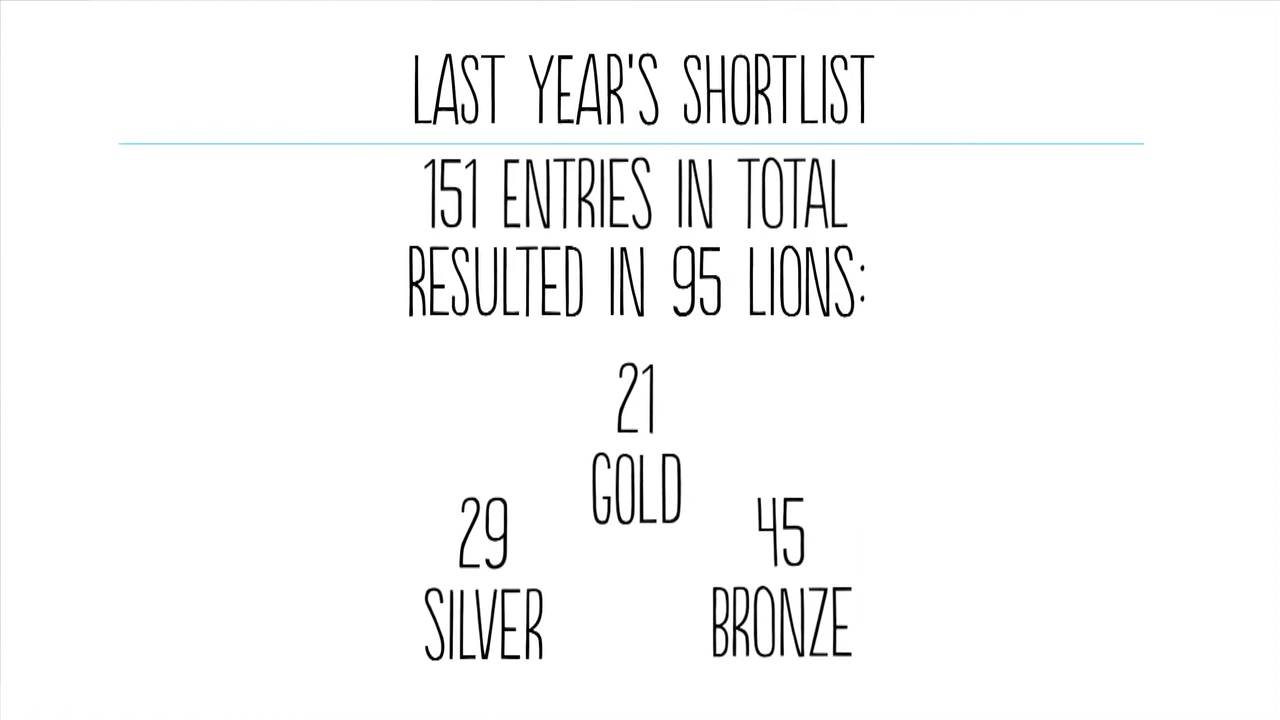 LAST YEAR'S SHORTLIST
151 ENTRIES IN TOTAL
RESULTED IN 95 LIONS:
21
GOLD
29
SILVER
45
BRONZE